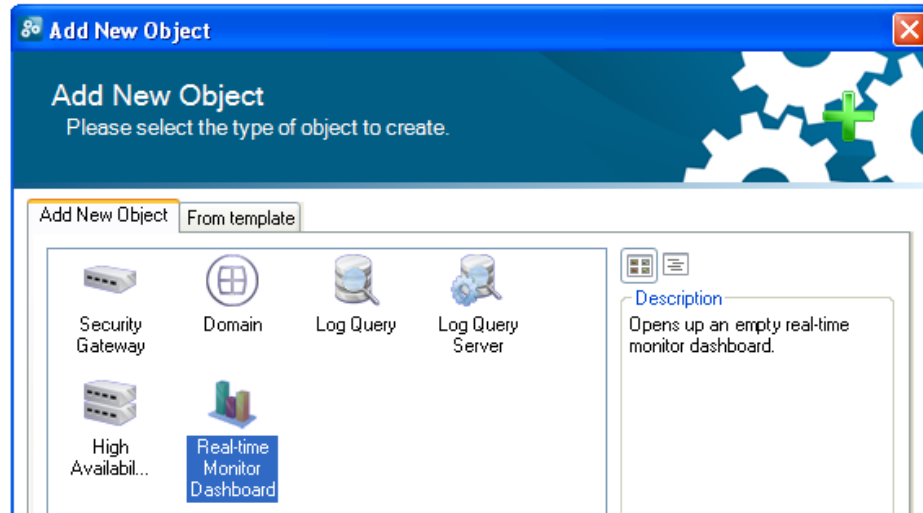 Add New Object
Add New Object
Please select the type of object to create.
Add New Object
From template
Security
Gateway
Domain
Log Query
Log Query
Server
High
Availabil...
Real-time
Monitor
Dashboard
Description
Opens up an empty real-time
monitor dashboard.